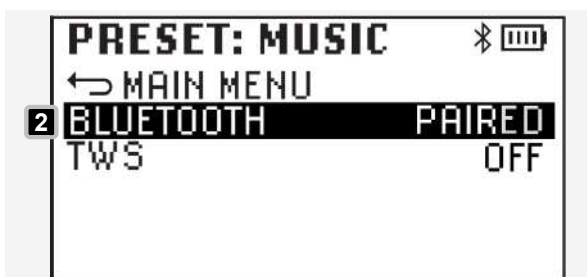 PRESET: MUSIC
MAIN MENU
2 BLUETOOTH PAIRED
TWS OFF